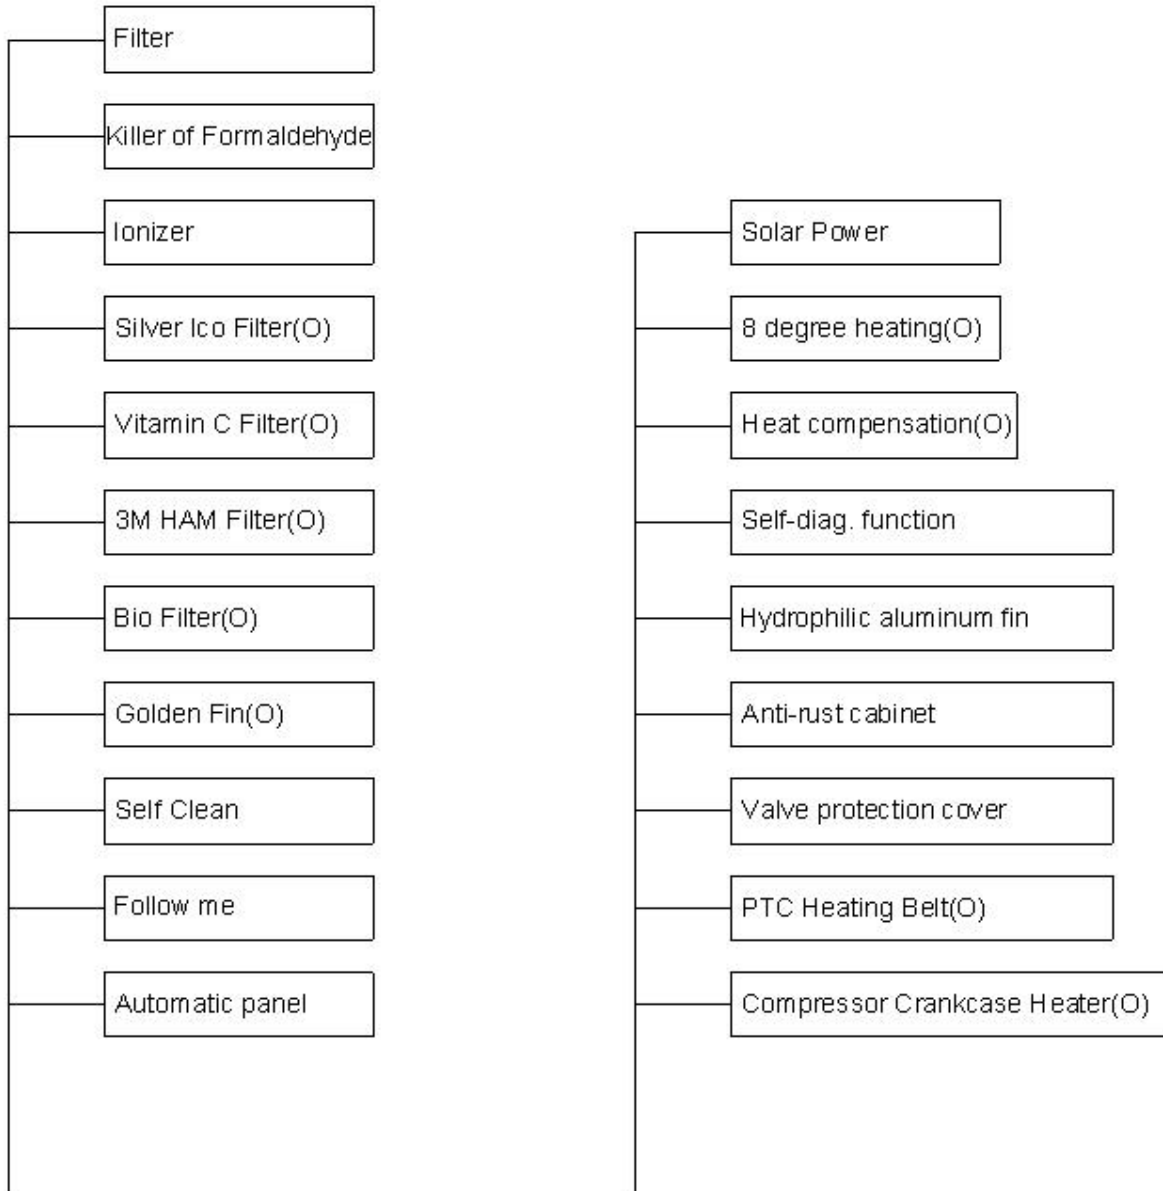 Filter
Killer of Formaldehyde
Ionizer
Silver Ico Filter(O)
Vitamin C Filter(O)
3M HAM Filter(O)
Bio Filter(O)
Golden Fin(O)
Self Clean
Follow me
Automatic panel
Solar Power
8 degree heating(O)
Heat compensation(O)
Self-diag. function
Hydrophilic aluminum fin
Anti-rust cabinet
Valve protection cover
PTC Heating Belt(O)
Compressor Crankcase Heater(O)